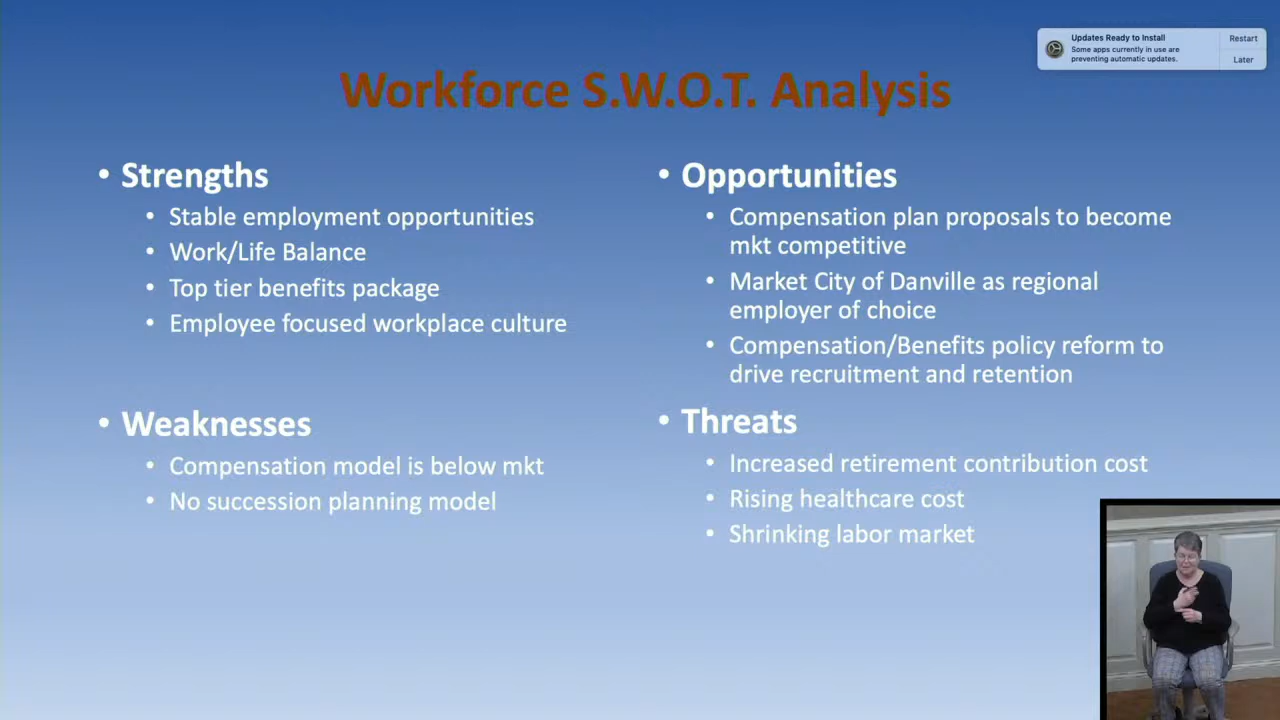 Updates Ready to Install
Some apps currently in use are
preventing automatic updates.
Restart
Later
Workforce S.W.O.T. Analysis
• Strengths
• Stable employment opportunities
• Work/Life Balance
• Top tier benefits package
• Employee focused workplace culture
• Weaknesses
• Compensation model is below mkt
• No succession planning model
• Opportunities
• Compensation plan proposals to become
mkt competitive
• Market City of Danville as regional
employer of choice
• Compensation/Benefits policy reform to
drive recruitment and retention
• Threats
• Increased retirement contribution cost
• Rising healthcare cost
• Shrinking labor market